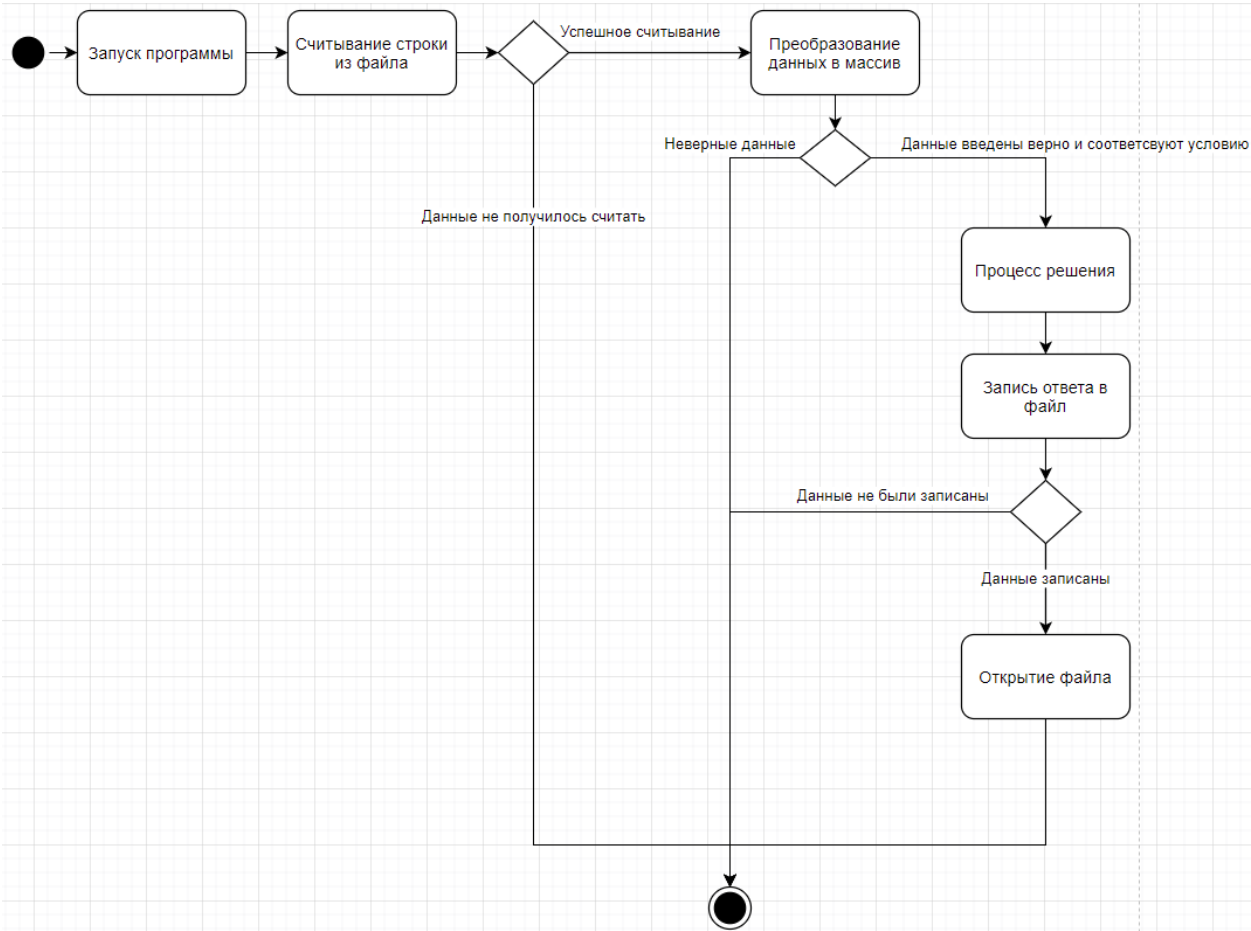 Запуск программы
Считывание строки
из файла
Успешное считывание
Преобразование
данных в массив
Неверные данные
Данные введены верно и соответсвуют условию
Данные не получилось считать
Процесс решения
Запись ответа в
файл
Данные не были записаны
Данные записаны
Открытие файла